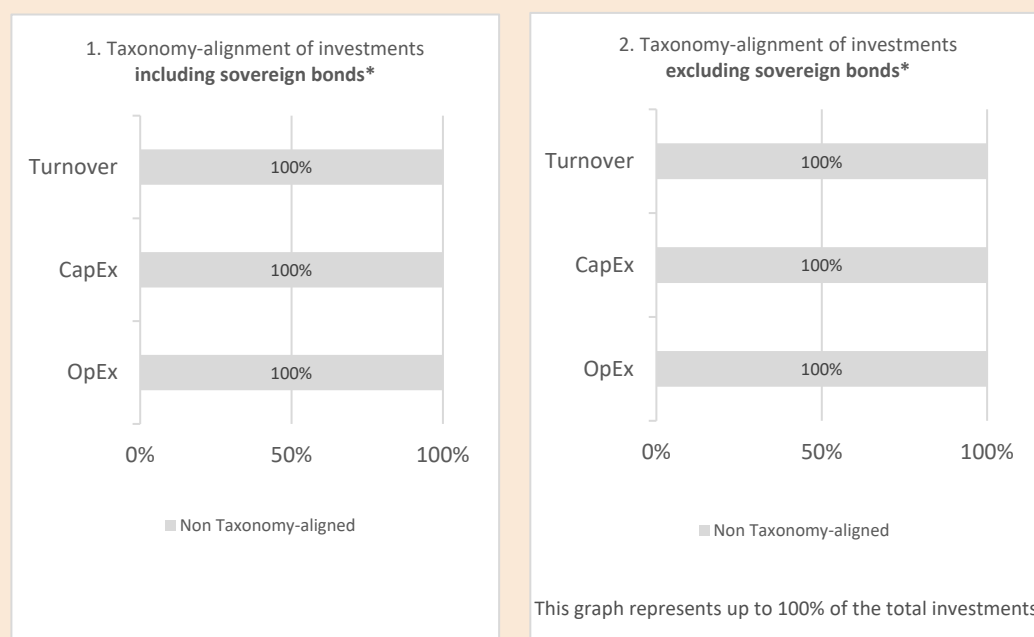 1. Taxonomy-alignment of investments
including sovereign bonds*
Turnover
100%
CapEx
100%
OpEx
100%
0%
50%
100%
Non Taxonomy-aligned
2. Taxonomy-alignment of investments
excluding sovereign bonds*
Turnover
100%
CapEx
100%
OpEx
100%
0%
50%
100%
Non Taxonomy-aligned
This graph represents up to 100% of the total investments